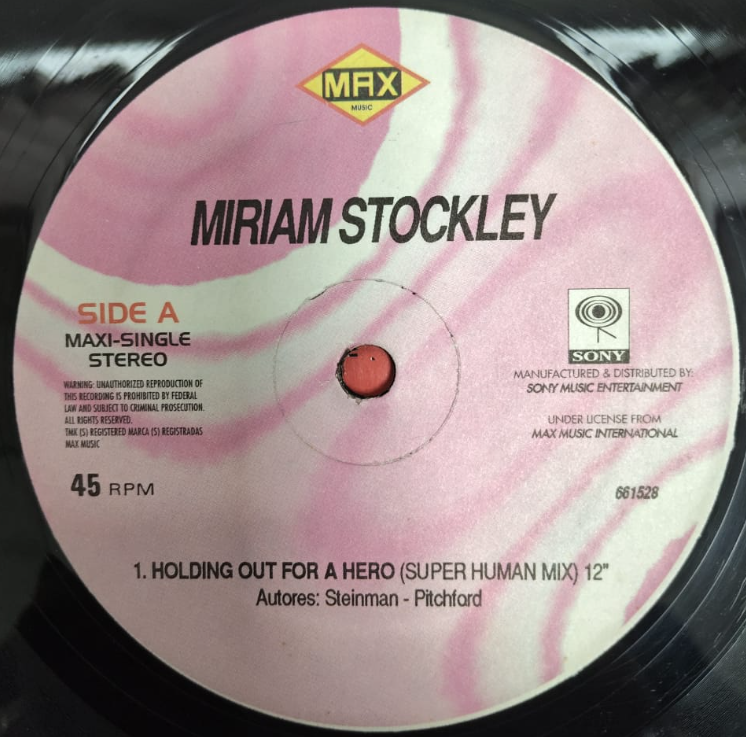 MAX
MUSIC
MIRIAM STOCKLEY
SIDE A
MAXI-SINGLE
STEREO
WARNING: UNAUTHORIZED REPRODUCTION OF
THIS RECORDING IS PROHIBITED BY FEDERAL
LAW AND SUBJECT TO CRIMINAL PROSECUTION.
ALL RIGHTS RESERVED.
TMK (S) REGISTERED MARCA (S) REGISTRADAS
MAX MUSIC
45 RPM
SONY
MANUFACTURED & DISTRIBUTED BY:
SONY MUSIC ENTERTAINMENT
UNDER LICENSE FROM
MAX MUSIC INTERNATIONAL
661528
1. HOLDING OUT FOR A HERO (SUPER HUMAN MIX) 12"
Autores: Steinman - Pitchford